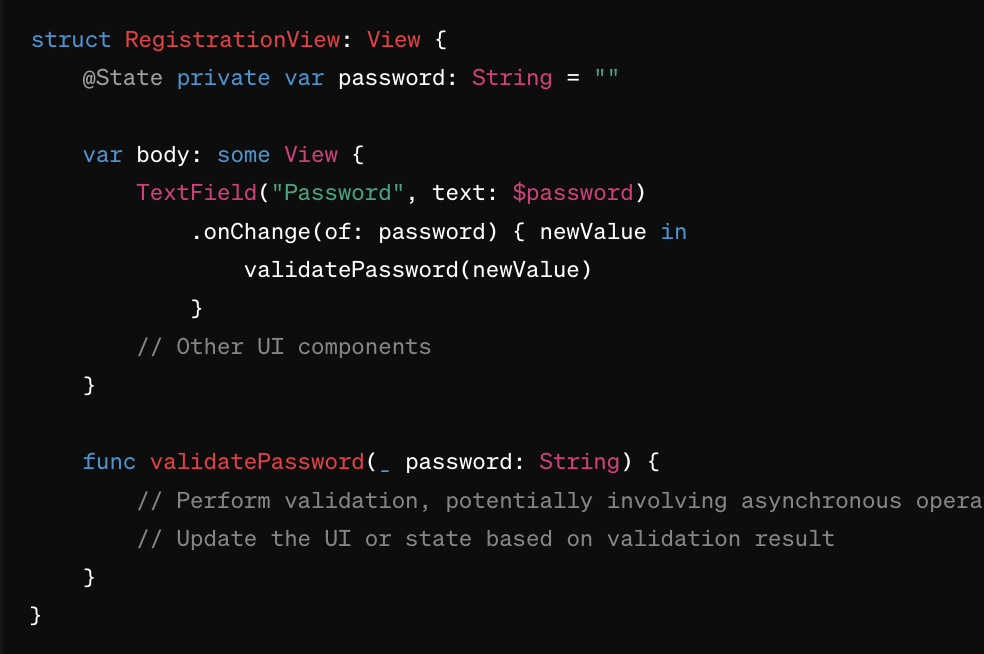 struct RegistrationView: View {
    @State private var password: String = ""

    var body: some View {
        TextField("Password", text: $password)
            .onChange(of: password) { newValue in
                validatePassword(newValue)
            }
        // Other UI components
    }

    func validatePassword(_ password: String) {
        // Perform validation, potentially involving asynchronous opera
        // Update the UI or state based on validation result
    }
}